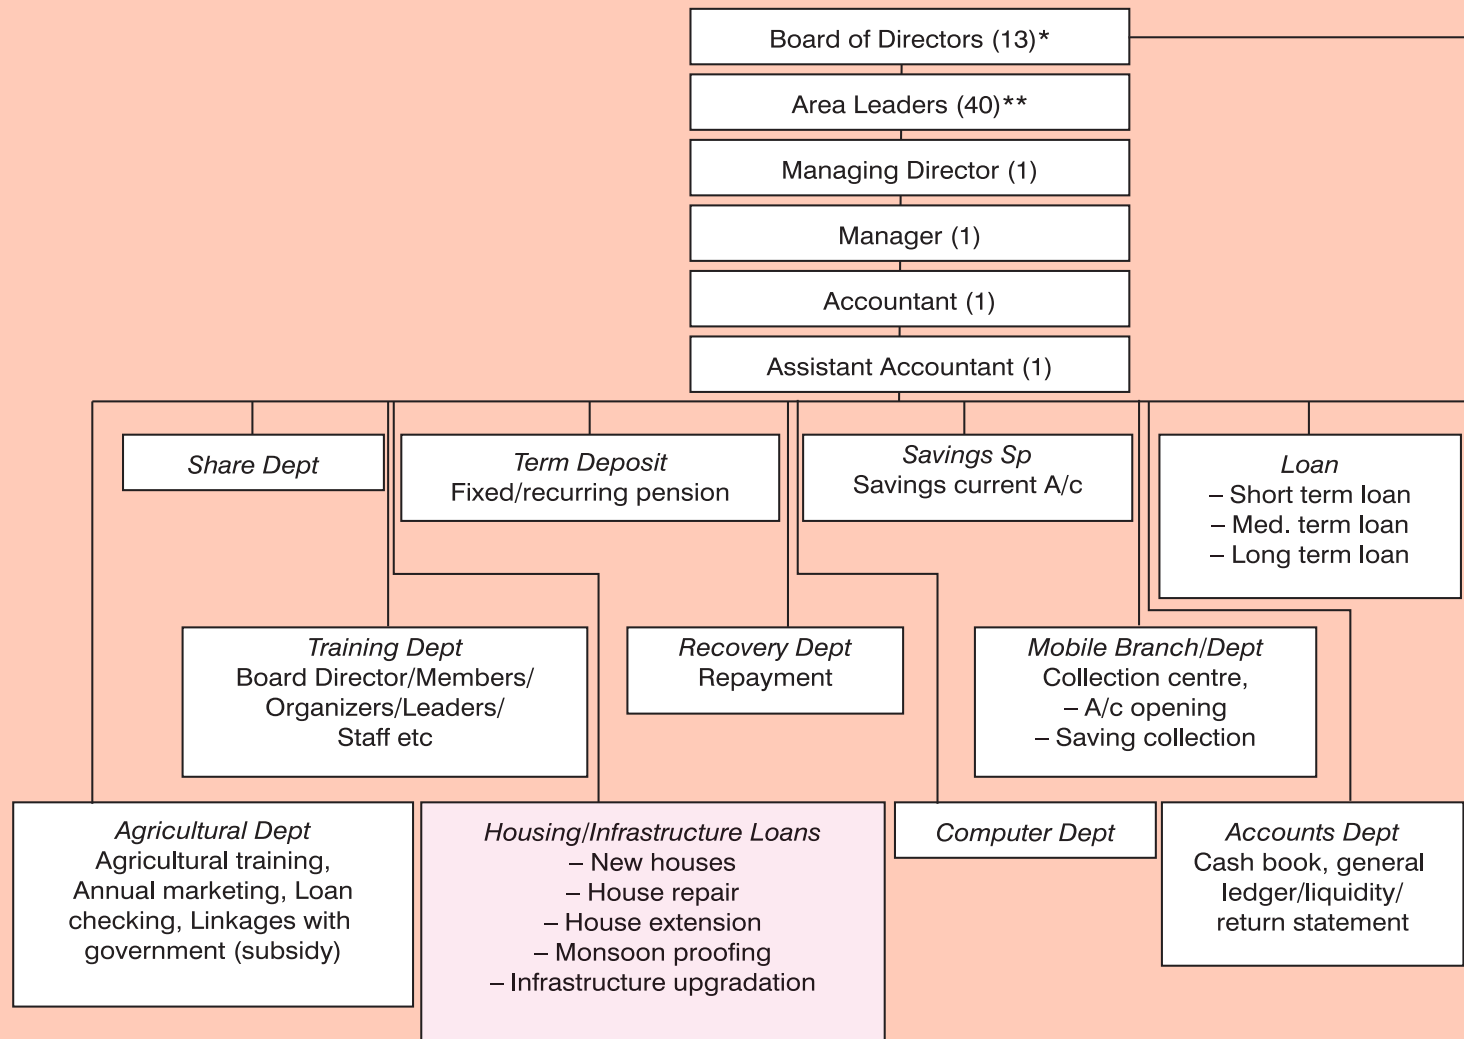 Board of Directors (13)*
Area Leaders (40)**
Managing Director (1)
Manager (1)
Accountant (1)
Assistant Accountant (1)
Share Dept
Term Deposit
Fixed/recurring pension
Savings Sp
Savings current A/c
Loan
– Short term loan
– Med. term loan
– Long term loan
Training Dept
Board Director/Members/
Organizers/Leaders/
Staff etc
Recovery Dept
Repayment
Mobile Branch/Dept
Collection centre,
– A/c opening
– Saving collection
Agricultural Dept
Agricultural training,
Annual marketing, Loan
checking, Linkages with
government (subsidy)
Housing/Infrastructure Loans
– New houses
– House repair
– House extension
– Monsoon proofing
– Infrastructure upgradation
Computer Dept
Accounts Dept
Cash book, general
ledger/liquidity/
return statement